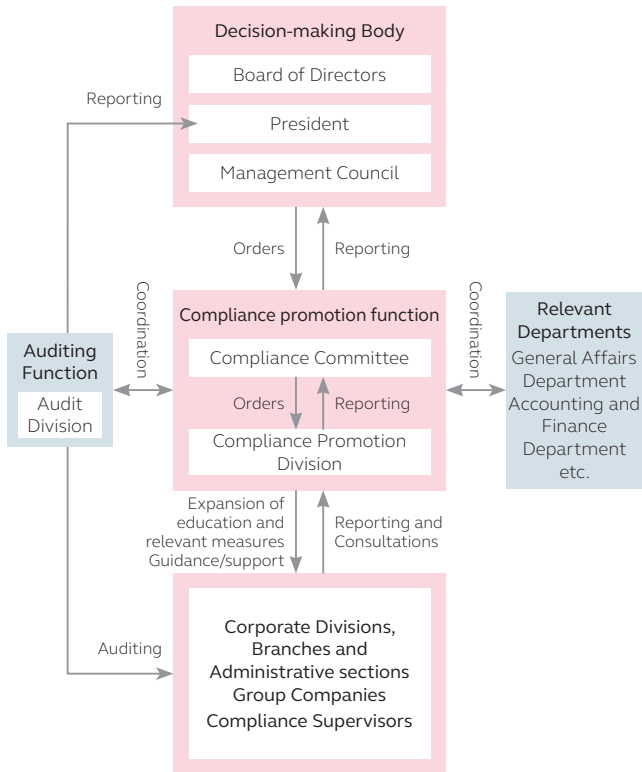 Decision-making Body
Board of Directors
Reporting
President
Management Council
Orders
Reporting
Coordination
Coordination
Compliance promotion function
Relevant
Departments
General Affairs
Department
Accounting and
Finance
Department
etc.
Auditing
Function
Audit
Division
Compliance Committee
Orders
Reporting
Compliance Promotion
Division
Expansion of
education and
relevant measures
Guidance/support
Reporting and
Consultations
Auditing
Corporate Divisions,
Branches and
Administrative sections
Group Companies
Compliance Supervisors